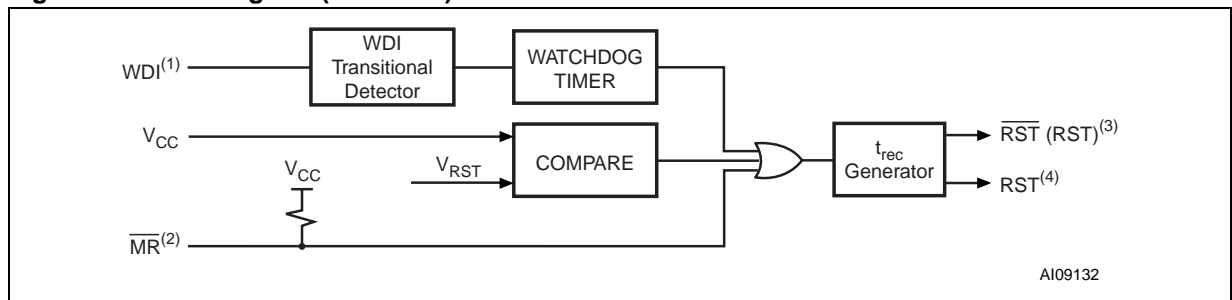 WDI(1)
WDI
Transitional
Detector
WATCHDOG
TIMER
VCC
VRST
COMPARE
VCC
MR(2)
trec
Generator
RST (RST)(3)
RST(4)
AI09132